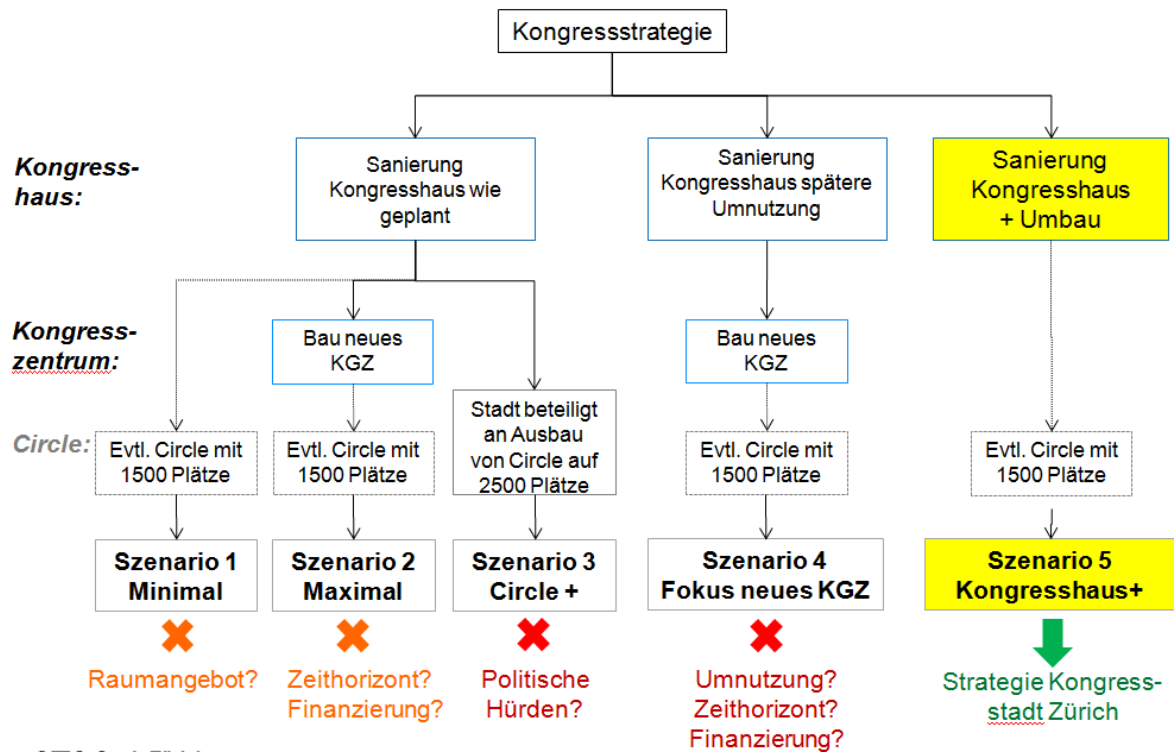 Kongressstrategie
Kongress-
haus:
Sanierung
Kongresshaus wie
geplant
Sanierung
Kongresshaus spätere
Umnutzung
Sanierung
Kongresshaus
+ Umbau
Kongress-
zentrum:
Bau neues
KGZ
Bau neues
KGZ
Circle:
Evtl. Circle mit
1500 Plätze
Evtl. Circle mit
1500 Plätze
Stadt beteiligt
an Ausbau
von Circle auf
2500 Plätze
Evtl. Circle mit
1500 Plätze
Evtl. Circle mit
1500 Plätze
Szenario 1
Minimal
Szenario 2
Maximal
Szenario 3
Circle +
Szenario 4
Fokus neues KGZ
Szenario 5
Kongresshaus+
Raumangebot?
Zeithorizont?
Finanzierung?
Politische
Hürden?
Umnutzung?
Zeithorizont?
Finanzierung?
Strategie Kongress-
stadt Zürich